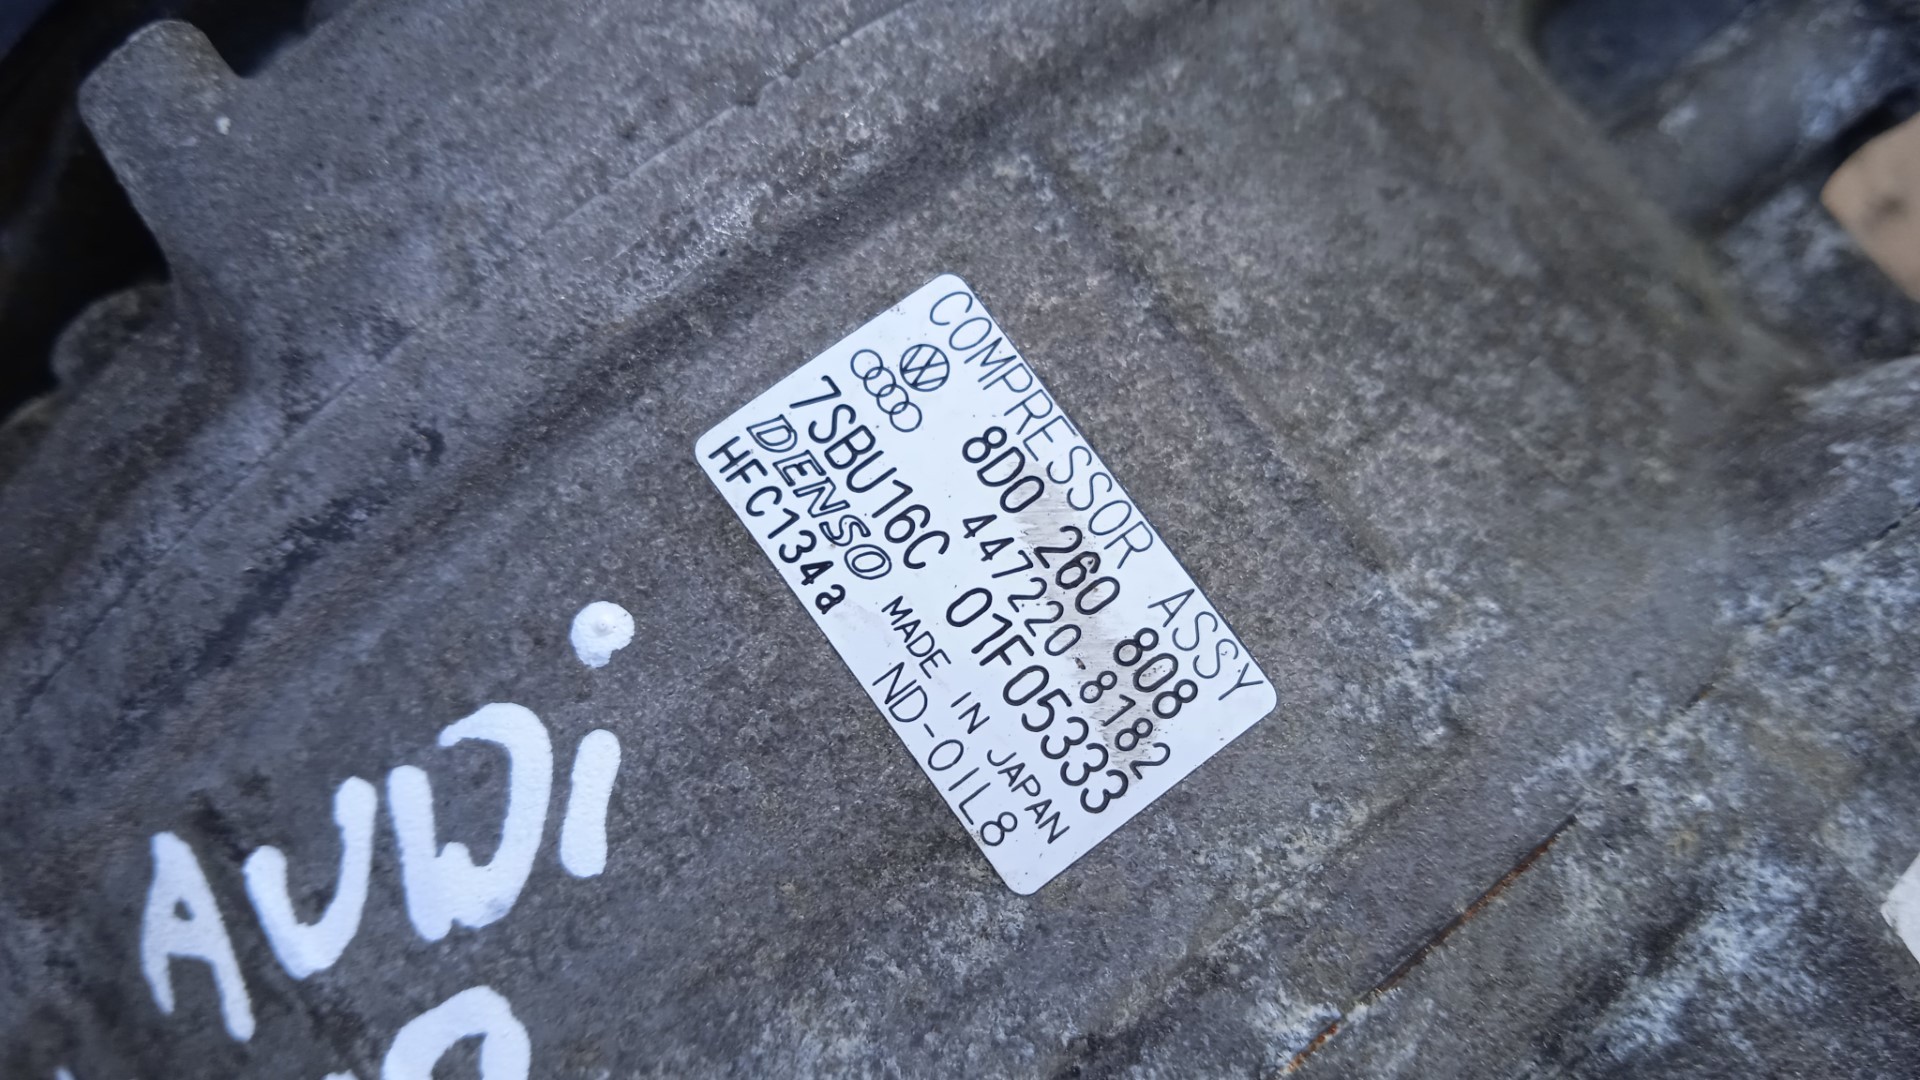 COMPRESSOR ASSY
8D0 260 808
447220-8182
7SBU16C 01F05333
DENSO MADE IN JAPAN
HFC134a ND-OIL8
AUDi